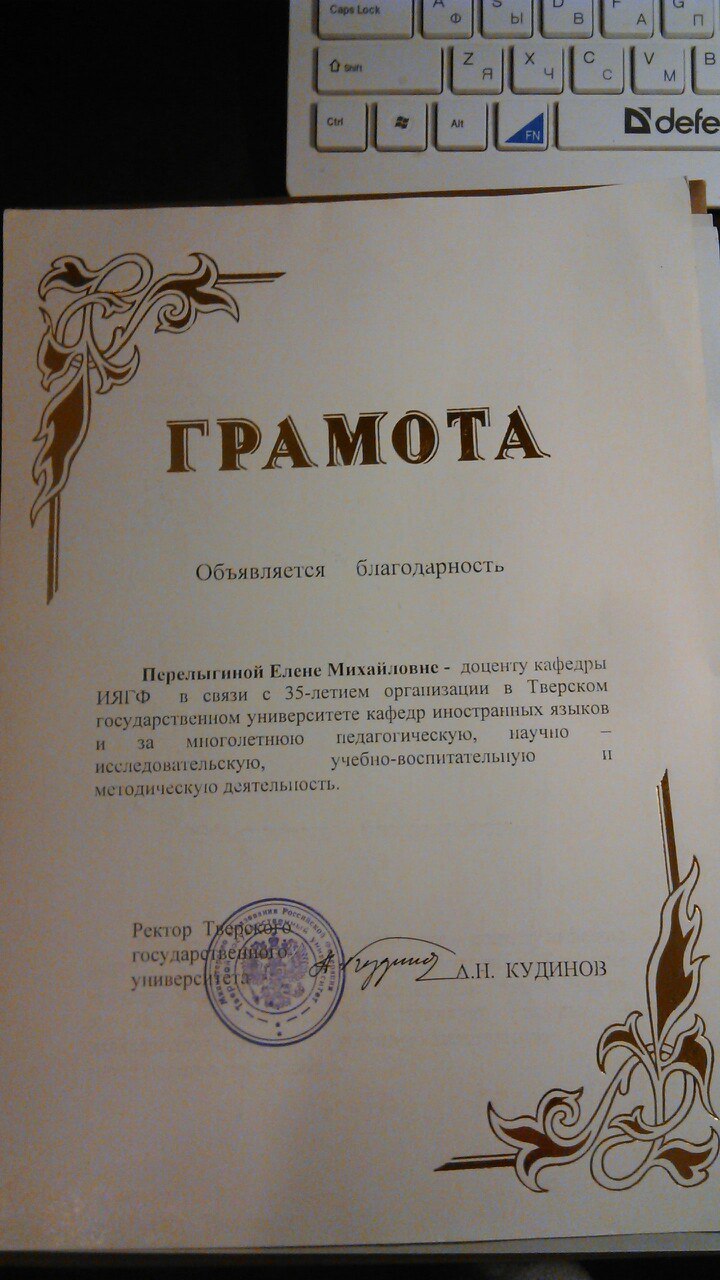 Caps Lock
A Ф
S Ы
D В
F А
G П
Shift
Z Я
X Ч
C С
V М
B
Ctrl
Alt
FN
defe
ГРАМОТА
Объявляется благодарность
Перелыгиной Елене Михайловне - доценту кафедры
ИЯГФ в связи с 35-летием организации в Тверском
государственном университете кафедр иностранных языков
и за многолетнюю педагогическую, научно –
исследовательскую, учебно-воспитательную и
методическую деятельность.
Ректор Тверского
государственного
университета
А.Н. КУДИНОВ